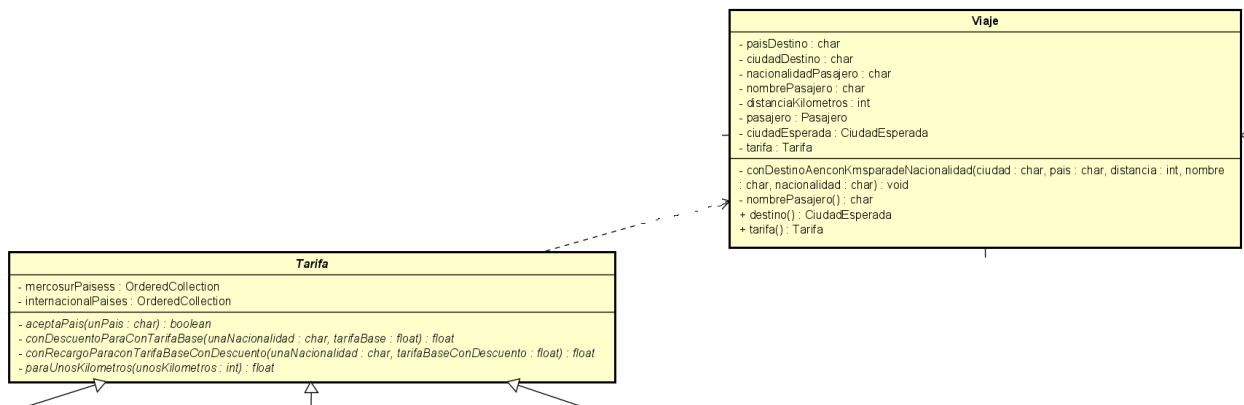 Viaje
- paisDestino : char
- ciudadDestino : char
- nacionalidadPasajero : char
- nombrePasajero : char
- distanciaKilometros : int
- pasajero : Pasajero
- ciudadEsperada : CiudadEsperada
- tarifa : Tarifa
- conDestinoAenconKmsparadeNacionalidad(ciudad : char, pais : char, distancia : int, nombre
: char, nacionalidad : char) : void
- nombrePasajero() : char
+ destino() : CiudadEsperada
+ tarifa() : Tarifa
Tarifa
- mercosurPaisess : OrderedCollection
- internacionalPaises : OrderedCollection
- aceptaPais(unPais : char) : boolean
- conDescuentoParaConTarifaBase(unaNacionalidad : char, tarifaBase : float) : float
- conRecargoParaconTarifaBaseConDescuento(unaNacionalidad : char, tarifaBaseConDescuento : float) : float
- paraUnosKilometros(unosKilometros : int) : float